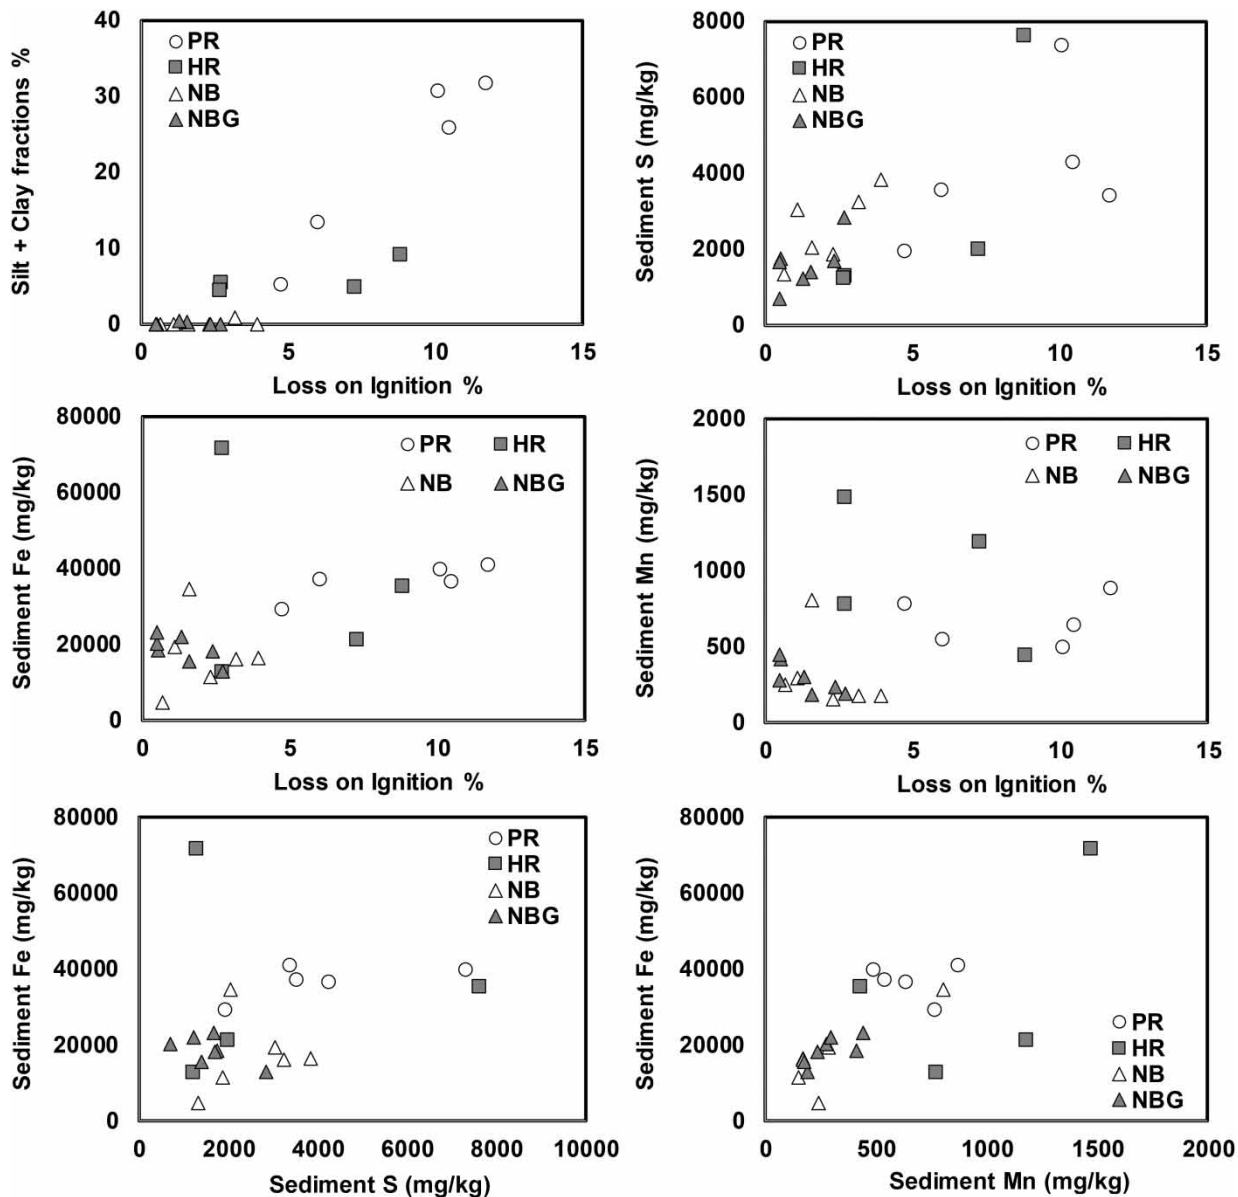 Silt + Clay fractions %
40
30
20
10
0
PR
HR
NB
NBG
0 5 10 15
Loss on Ignition %
Sediment S (mg/kg)
8000
6000
4000
2000
0
PR
HR
NB
NBG
0 5 10 15
Loss on Ignition %
Sediment Fe (mg/kg)
80000
60000
40000
20000
0
PR HR
NB NBG
0 5 10 15
Loss on Ignition %
Sediment Mn (mg/kg)
2000
1500
1000
500
0
PR HR
NB NBG
0 5 10 15
Loss on Ignition %
Sediment Fe (mg/kg)
80000
60000
40000
20000
0
PR
HR
NB
NBG
0 2000 4000 6000 8000 10000
Sediment S (mg/kg)
Sediment Fe (mg/kg)
80000
60000
40000
20000
0
PR
HR
NB
NBG
0 500 1000 1500 2000
Sediment Mn (mg/kg)